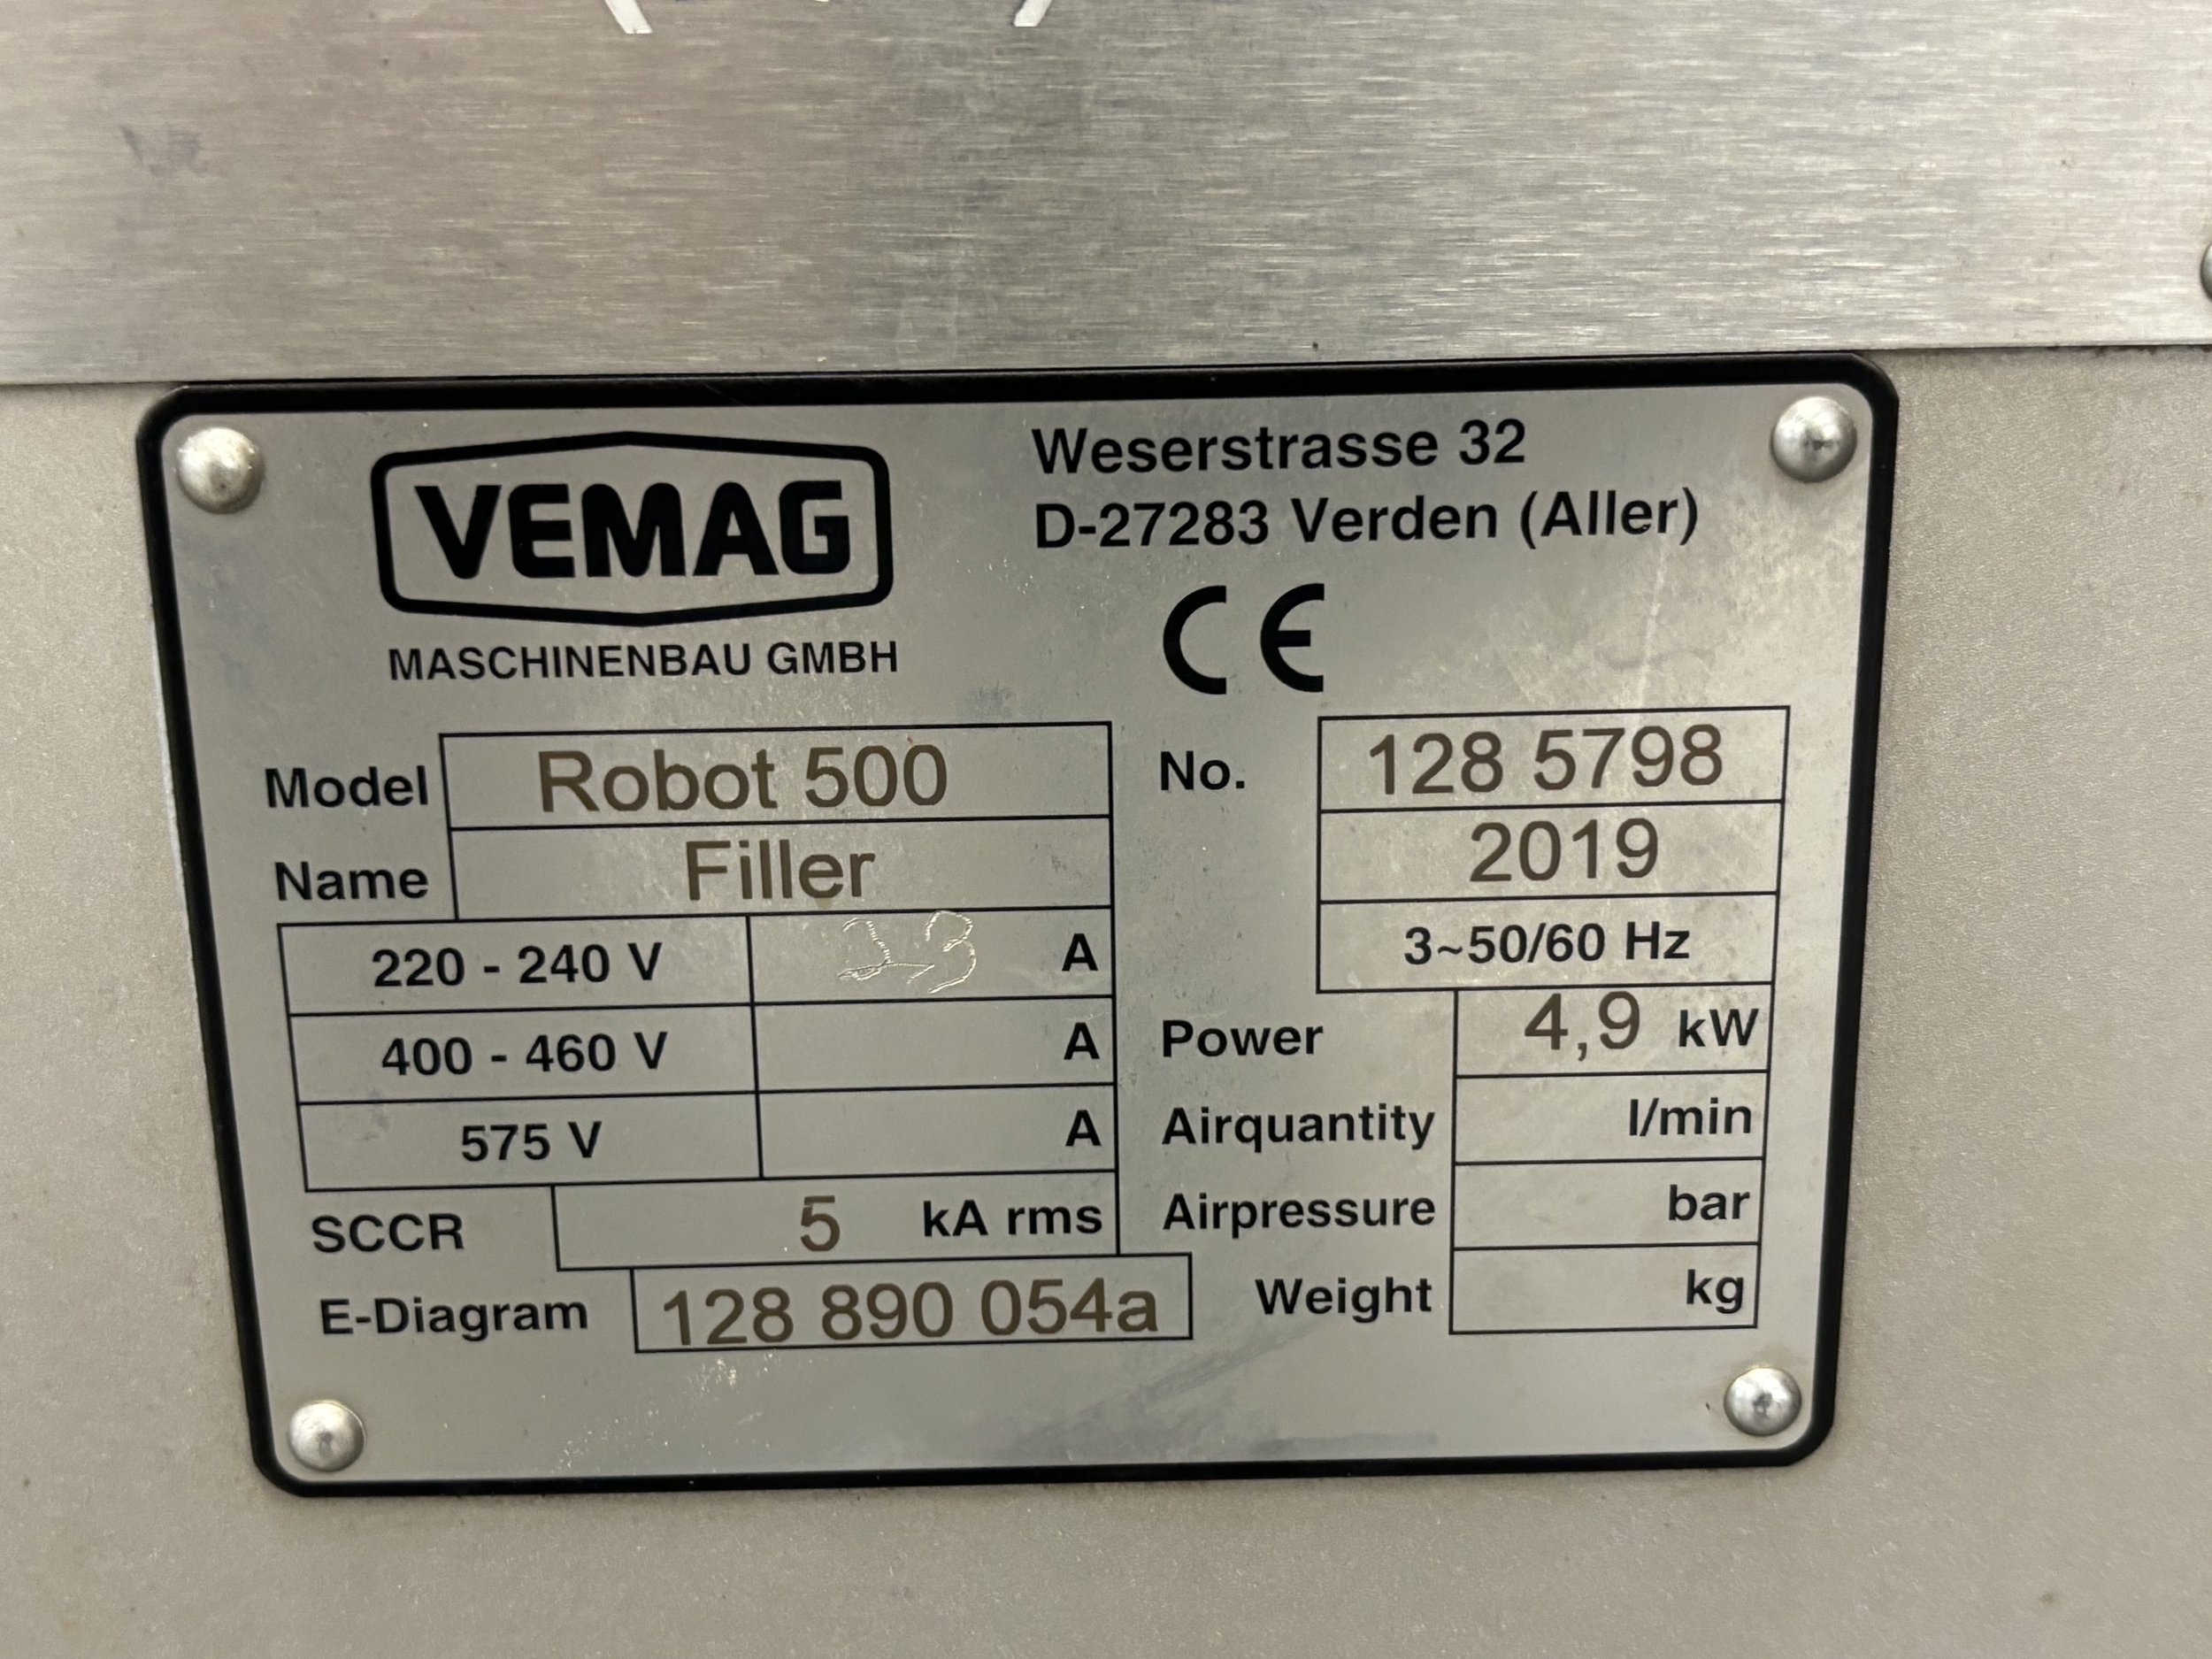 VEMAG
MASCHINENBAU GMBH
Weserstrasse 32
D-27283 Verden (Aller)
CE
Model Robot 500
Name Filler
220 - 240 V 23 A
400 - 460 V A
575 V A
SCCR 5 kA rms
E-Diagram 128 890 054a
No. 128 5798
2019
3~50/60 Hz
Power 4,9 kW
Airquantity l/min
Airpressure bar
Weight kg